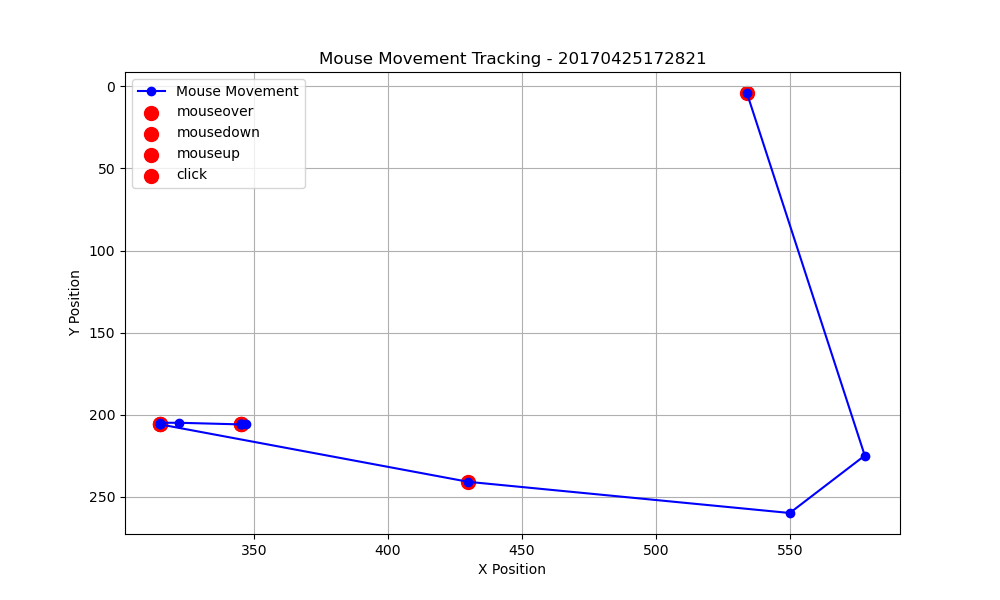 Mouse Movement Tracking - 20170425172821
Mouse Movement
mouseover
mousedown
mouseup
click
0
50
100
150
200
250
Y Position
350
400
450
500
550
X Position